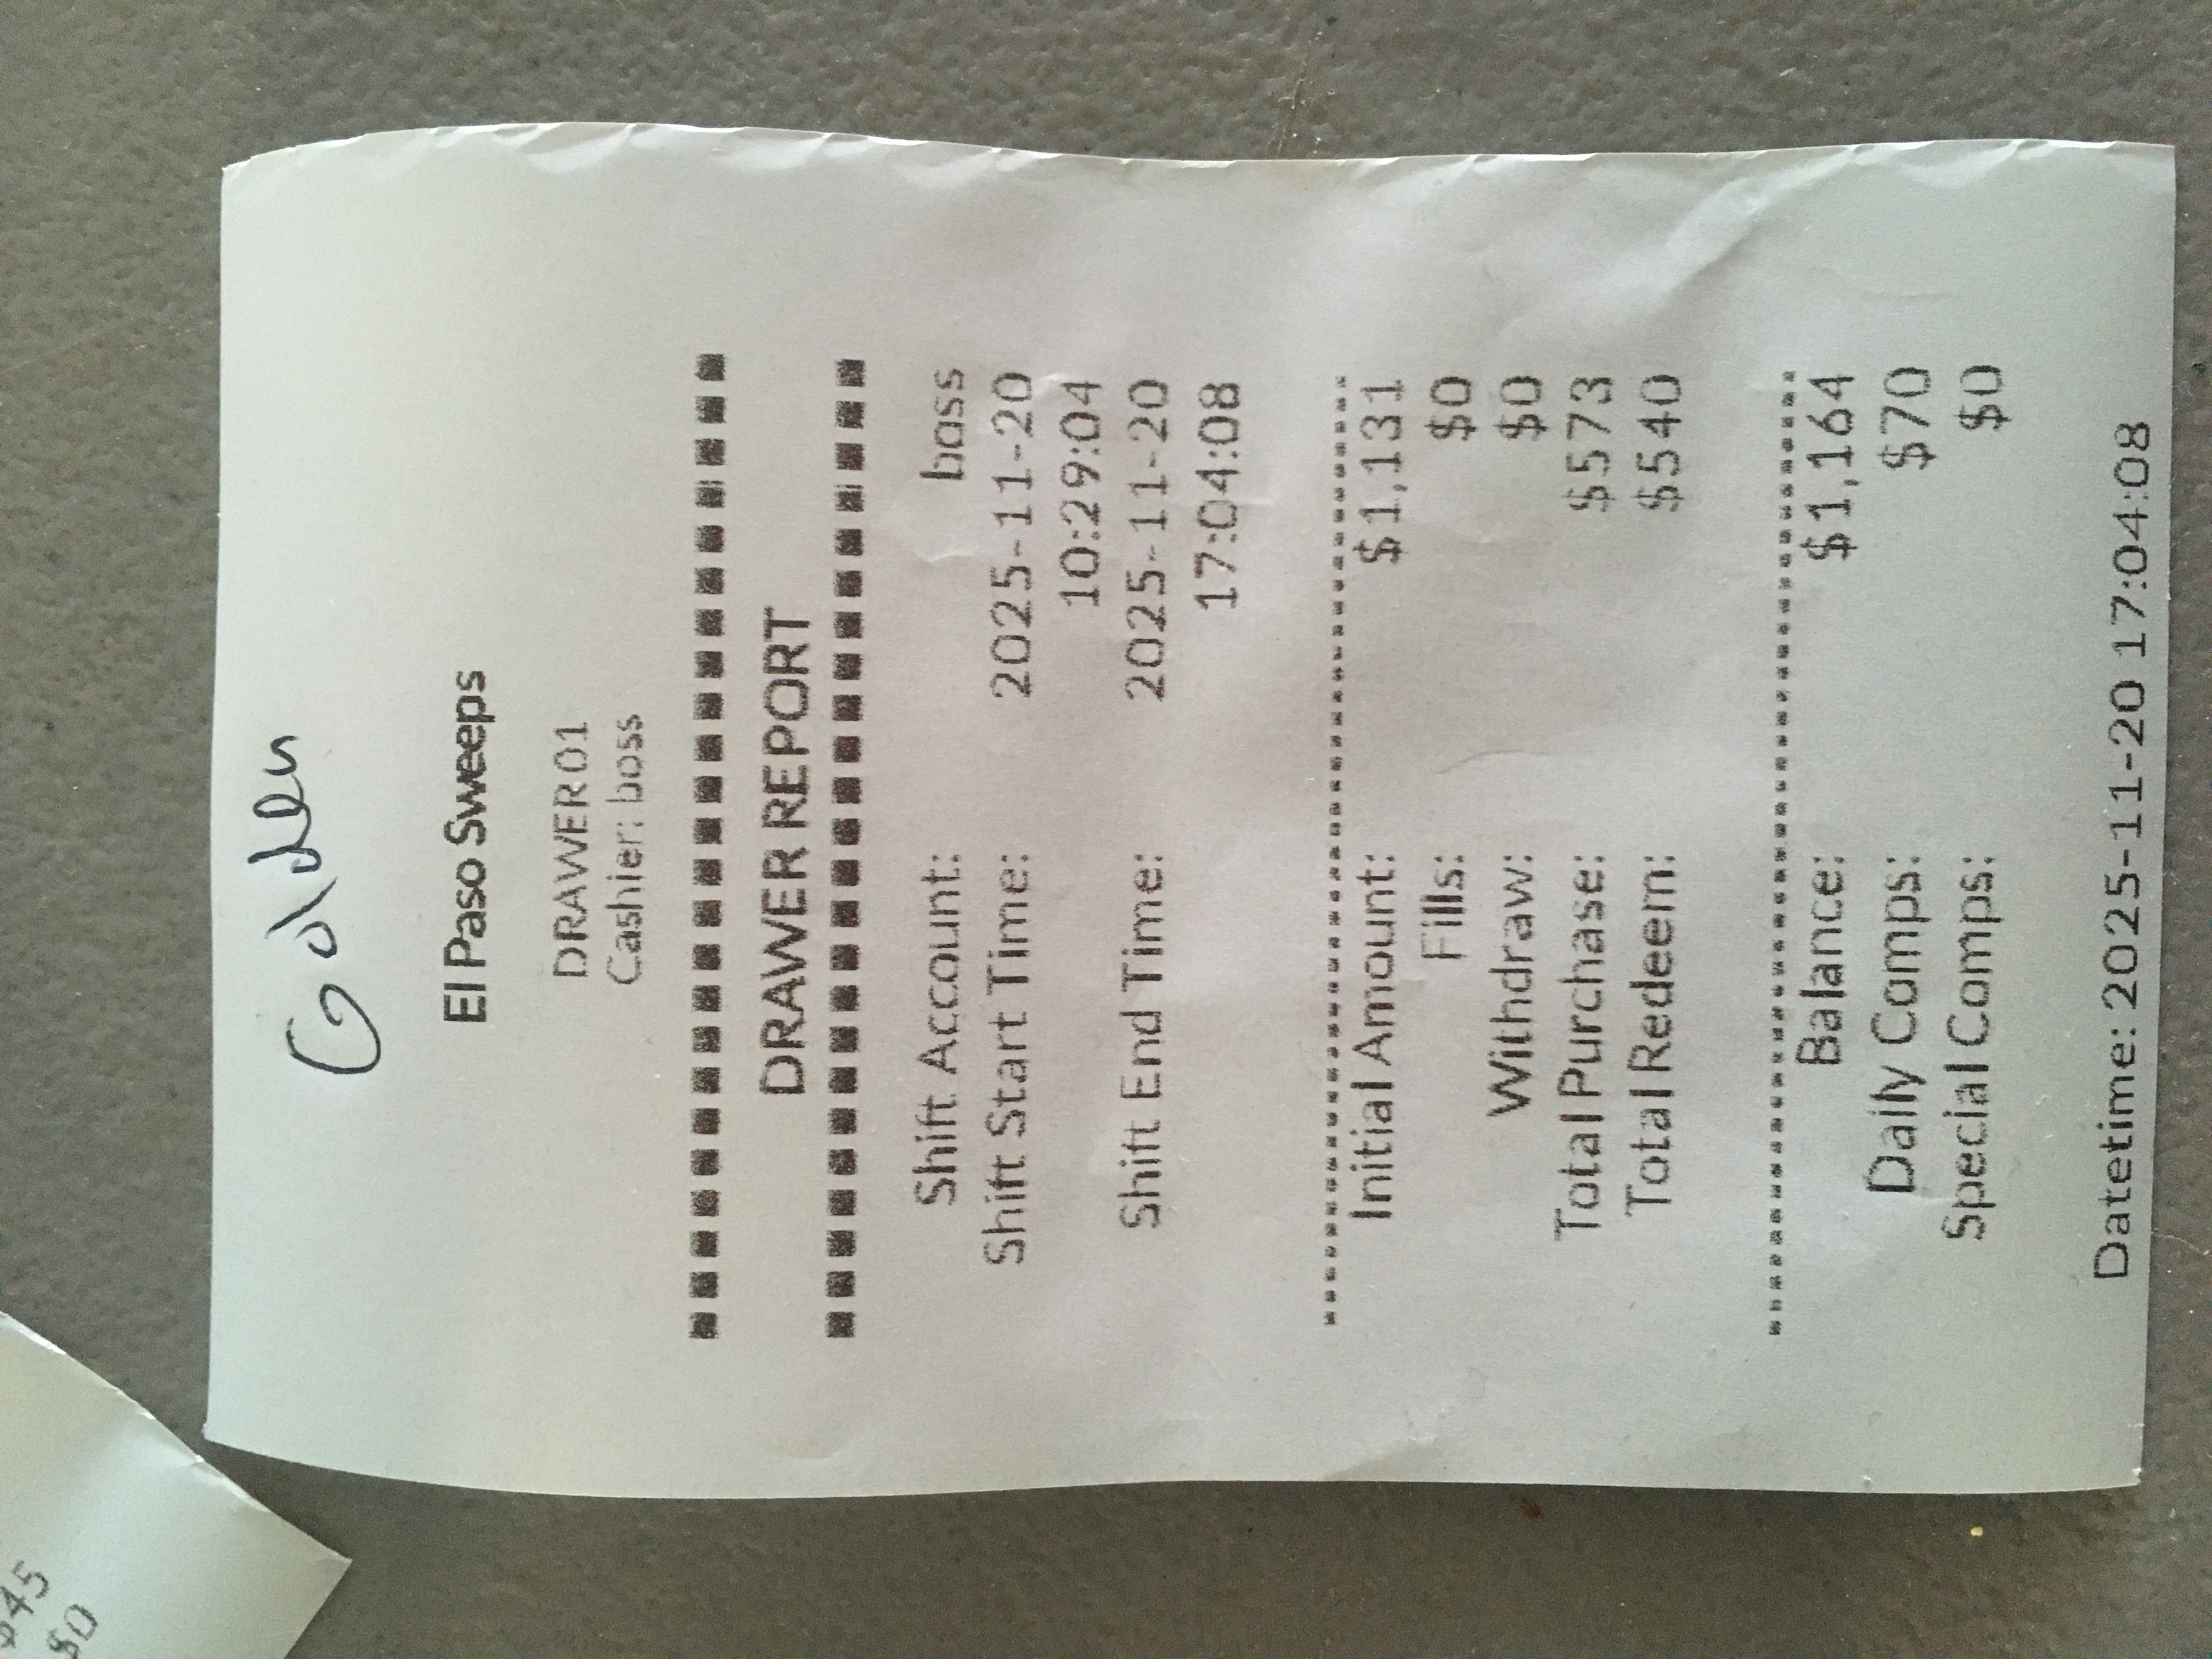 Golden
El Paso Sweeps
DRAWER01
Cashier: boss
DRAWER REPORT
Shift Account: boss
Shift Start Time: 2025-11-20
10:29:04
Shift End Time: 2025-11-20
17:04:08
Initial Amount: $1,131
Fills: $0
Withdraw: $0
Total Purchase: $573
Total Redeem: $540
Balance: $1,164
Daily Comps: $70
Special Comps: $0
Datetime: 2025-11-20 17:04:08
$45
$0